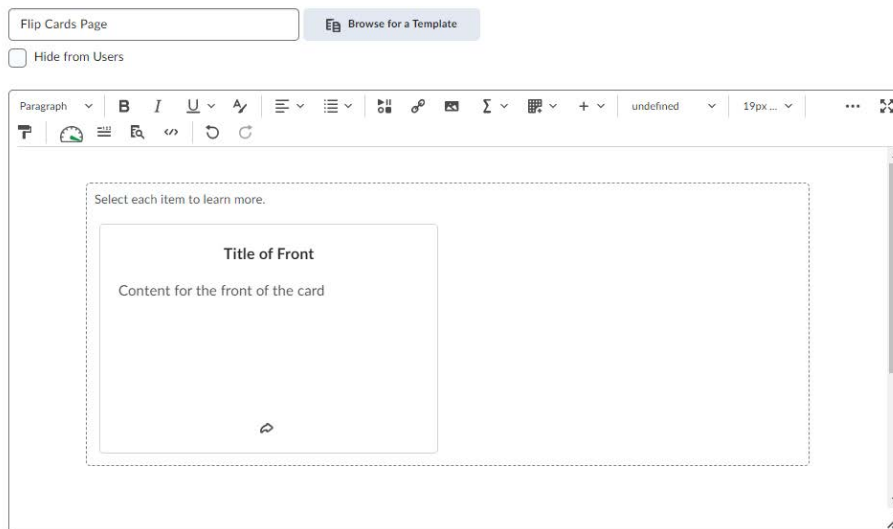 Flip Cards Page
Browse for a Template
Hide from Users
Paragraph B I U A undefined 19px ...
Select each item to learn more.
Title of Front
Content for the front of the card